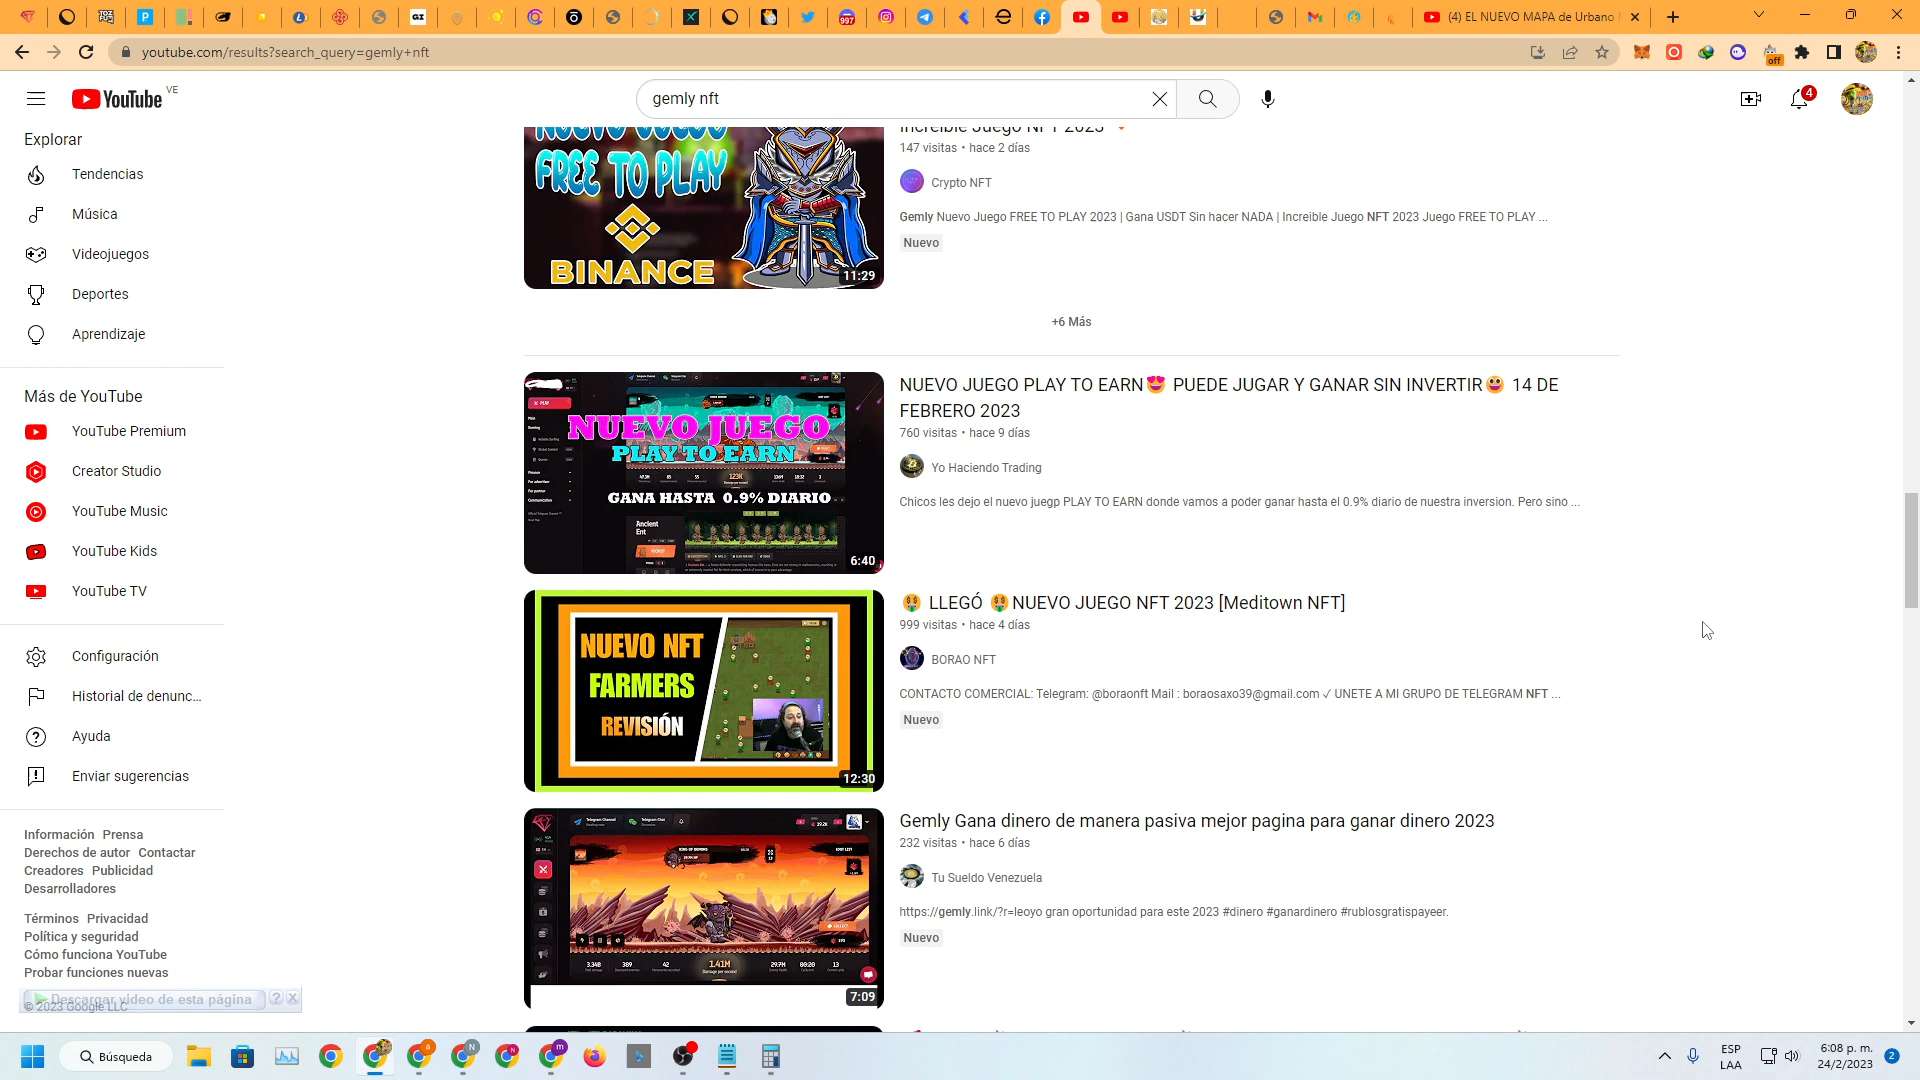 (4) EL NUEVO MAPA de Urbano
youtube.com/results?search_query=gemly+nft
off
YouTube VE
gemly nft
4
Explorar
Tendencias
Música
Videojuegos
Deportes
Aprendizaje
Más de YouTube
YouTube Premium
Creator Studio
YouTube Music
YouTube Kids
YouTube TV
Configuración
Historial de denunc...
Ayuda
Enviar sugerencias
Información Prensa
Derechos de autor Contactar
Creadores Publicidad
Desarrolladores
Términos Privacidad
Política y seguridad
Cómo funciona YouTube
Probar funciones nuevas
Descargar video de esta página
© 2023 Google LLC
NUEVO JUEGO
FREE TO PLAY
BINANCE
11:29
Increible Juego NFT 2023
147 visitas • hace 2 días
Crypto NFT
Gemly Nuevo Juego FREE TO PLAY 2023 | Gana USDT Sin hacer NADA | Increible Juego NFT 2023 Juego FREE TO PLAY ...
Nuevo
+6 Más
NUEVO JUEGO
PLAY TO EARN
GANA HASTA 0.9% DIARIO
Ancient
Ent
6:40
NUEVO JUEGO PLAY TO EARN😍 PUEDE JUGAR Y GANAR SIN INVERTIR😃 14 DE
FEBRERO 2023
760 visitas • hace 9 días
Yo Haciendo Trading
Chicos les dejo el nuevo juegp PLAY TO EARN donde vamos a poder ganar hasta el 0.9% diario de nuestra inversion. Pero sino ...
NUEVO NFT
FARMERS
REVISIÓN
12:30
🤑 LLEGÓ 🤑NUEVO JUEGO NFT 2023 [Meditown NFT]
999 visitas • hace 4 días
BORAO NFT
CONTACTO COMERCIAL: Telegram: @boraonft Mail : boraosaxo39@gmail.com ✓ UNETE A MI GRUPO DE TELEGRAM NFT ...
Nuevo
7:09
Gemly Gana dinero de manera pasiva mejor pagina para ganar dinero 2023
232 visitas • hace 6 días
Tu Sueldo Venezuela
https://gemly.link/?r=leoyo gran oportunidad para este 2023 #dinero #ganardinero #rublosgratispayeer.
Nuevo
Búsqueda
ESP
LAA
6:08 p. m.
24/2/2023
2